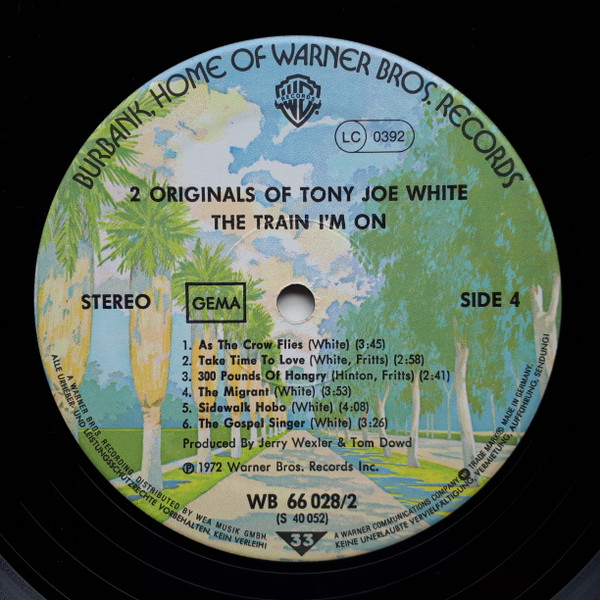 BURBANK, HOME OF WARNER BROS. RECORDS
WB
RECORDS
LC 0392
2 ORIGINALS OF TONY JOE WHITE
THE TRAIN I'M ON
STEREO GEMA SIDE 4
1. As The Crow Flies (White) (3:45)
2. Take Time To Love (White, Fritts) (2:58)
3. 300 Pounds Of Hongry (Hinton, Fritts) (2:41)
4. The Migrant (White) (3:53)
5. Sidewalk Hobo (White) (4:08)
6. The Gospel Singer (White) (3:26)
Produced By Jerry Wexler & Tom Dowd
℗ 1972 Warner Bros. Records Inc.
WB 66 028/2
(S 40 052)
33
A WARNER BROS. RECORDING DISTRIBUTED BY WEA MUSIK GMBH. A WARNER COMMUNICATIONS COMPANY TRADE MARK® MADE IN GERMANY.
ALLE URHEBER- UND LEISTUNGSSCHUTZRECHTE VORBEHALTEN. KEIN VERLEIH! KEINE UNERLAUBTE VERVIELFÄLTIGUNG, VERMIETUNG, AUFFÜHRUNG, SENDUNG!